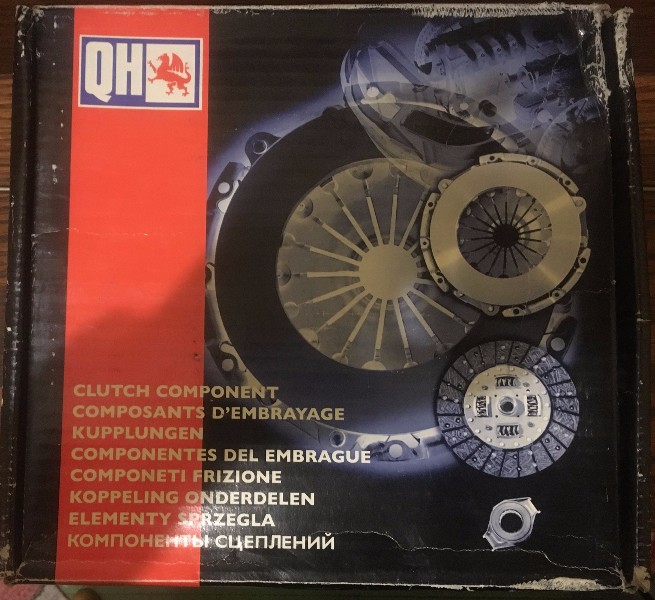 QH
CLUTCH COMPONENT
COMPOSANTS D'EMBRAYAGE
KUPPLUNGEN
COMPONENTES DEL EMBRAGUE
COMPONETI FRIZIONE
KOPPELING ONDERDELEN
ELEMENTY SPRZEGLA
КОМПОНЕНТЫ СЦЕПЛЕНИЙ